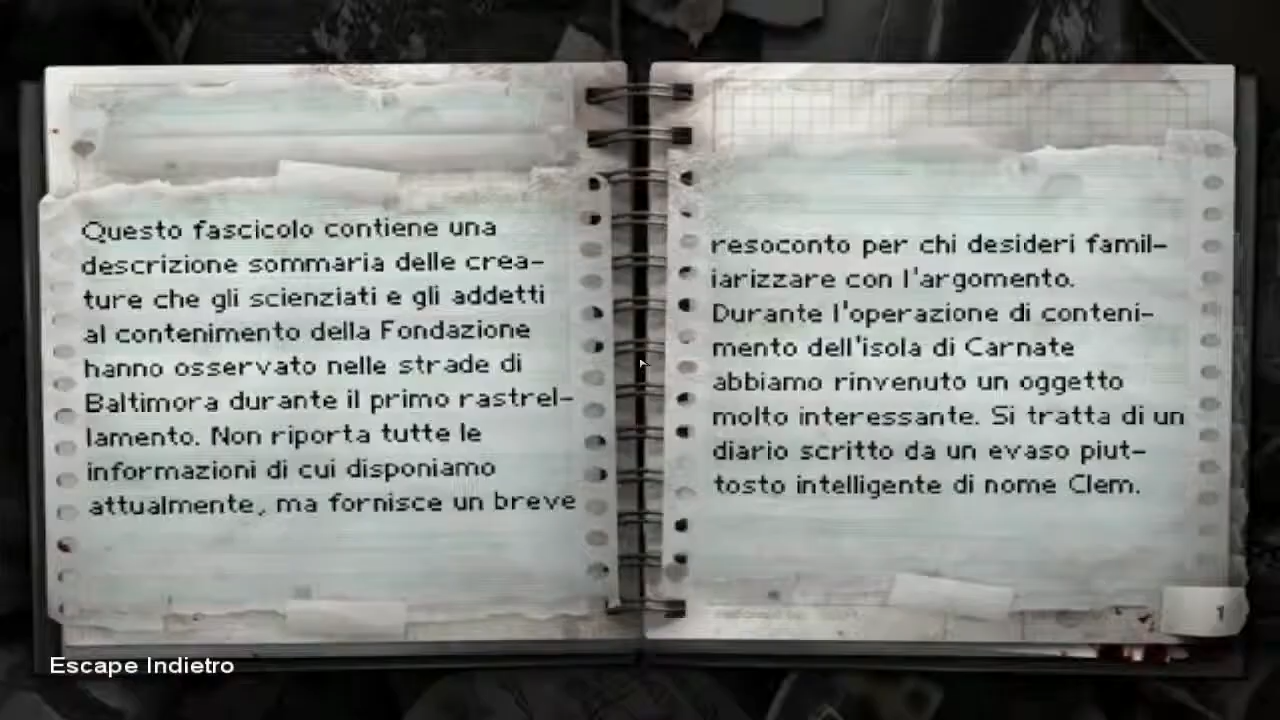 Questo fascicolo contiene una
descrizione sommaria delle crea-
ture che gli scienziati e gli addetti
al contenimento della Fondazione
hanno osservato nelle strade di
Baltimora durante il primo rastrel-
lamento. Non riporta tutte le
informazioni di cui disponiamo
attualmente, ma fornisce un breve
resoconto per chi desideri famil-
iarizzare con l'argomento.
Durante l'operazione di conteni-
mento dell'isola di Carnate
abbiamo rinvenuto un oggetto
molto interessante. Si tratta di un
diario scritto da un evaso piut-
tosto intelligente di nome Clem.
1
Escape Indietro